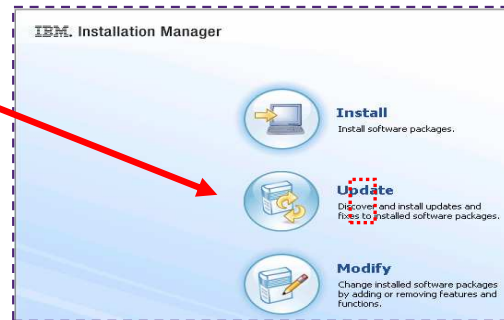 IBM. Installation Manager
Install
Install software packages.
Update
Discover and install updates and
fixes to installed software packages.
Modify
Change installed software packages
by adding or removing features and
functions.